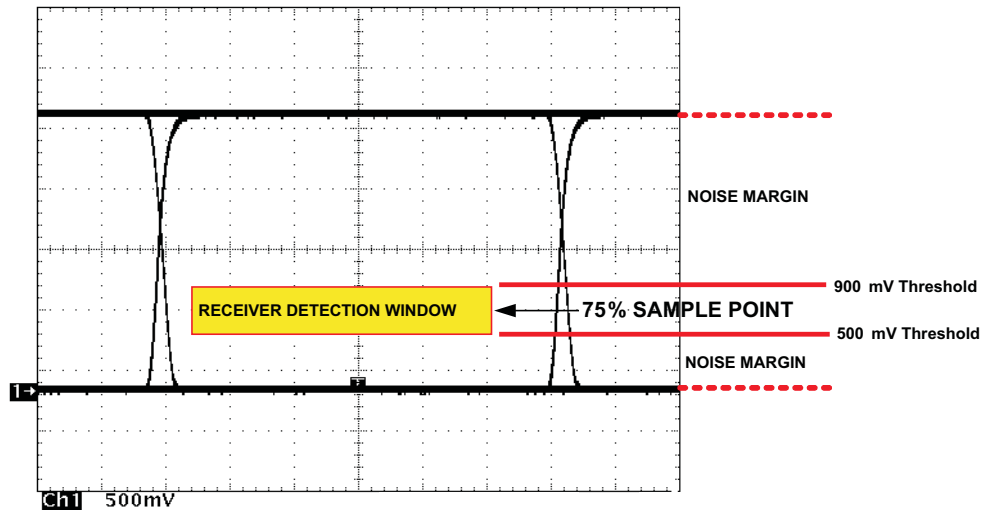 NOISE MARGIN
900 mV Threshold
RECEIVER DETECTION WINDOW
75% SAMPLE POINT
500 mV Threshold
NOISE MARGIN
T
1
Ch1 500mV